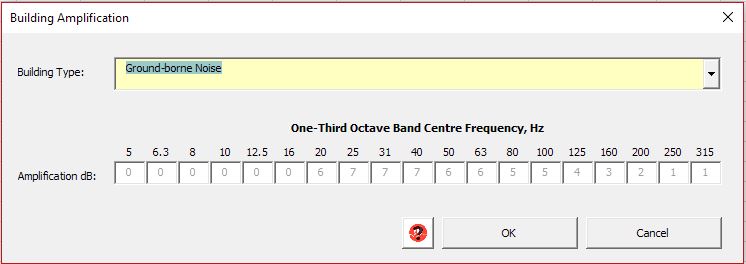 Building Amplification
Building Type: Ground-borne Noise
One-Third Octave Band Centre Frequency, Hz
5 6.3 8 10 12.5 16 20 25 31 40 50 63 80 100 125 160 200 250 315
Amplification dB: 0 0 0 0 0 0 6 7 7 7 6 6 5 5 4 3 2 1 1
? OK Cancel